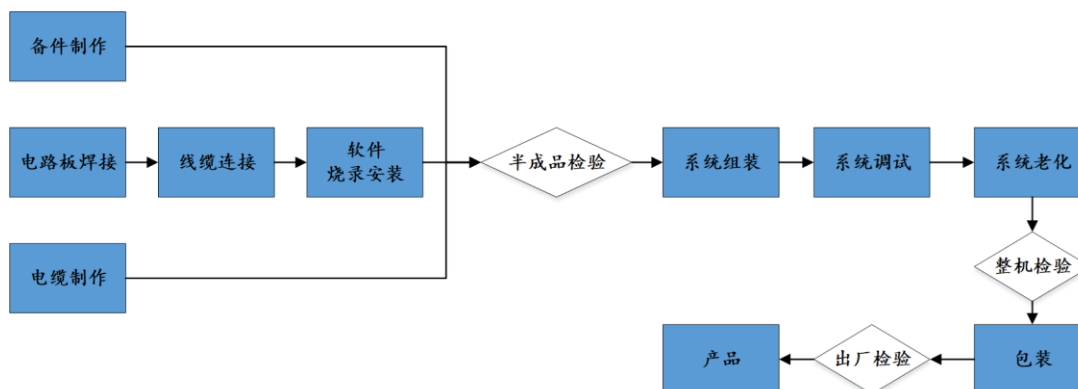 备件制作
电路板焊接
线缆连接
软件
烧录安装
半成品检验
系统组装
系统调试
系统老化
电缆制作
整机检验
产品
出厂检验
包装